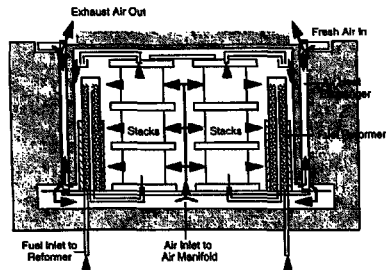 Exhaust Air Out
Fresh Air In
Stacks
Stacks
Reformer
Fuel Inlet to
Reformer
Air Inlet to
Air Manifold